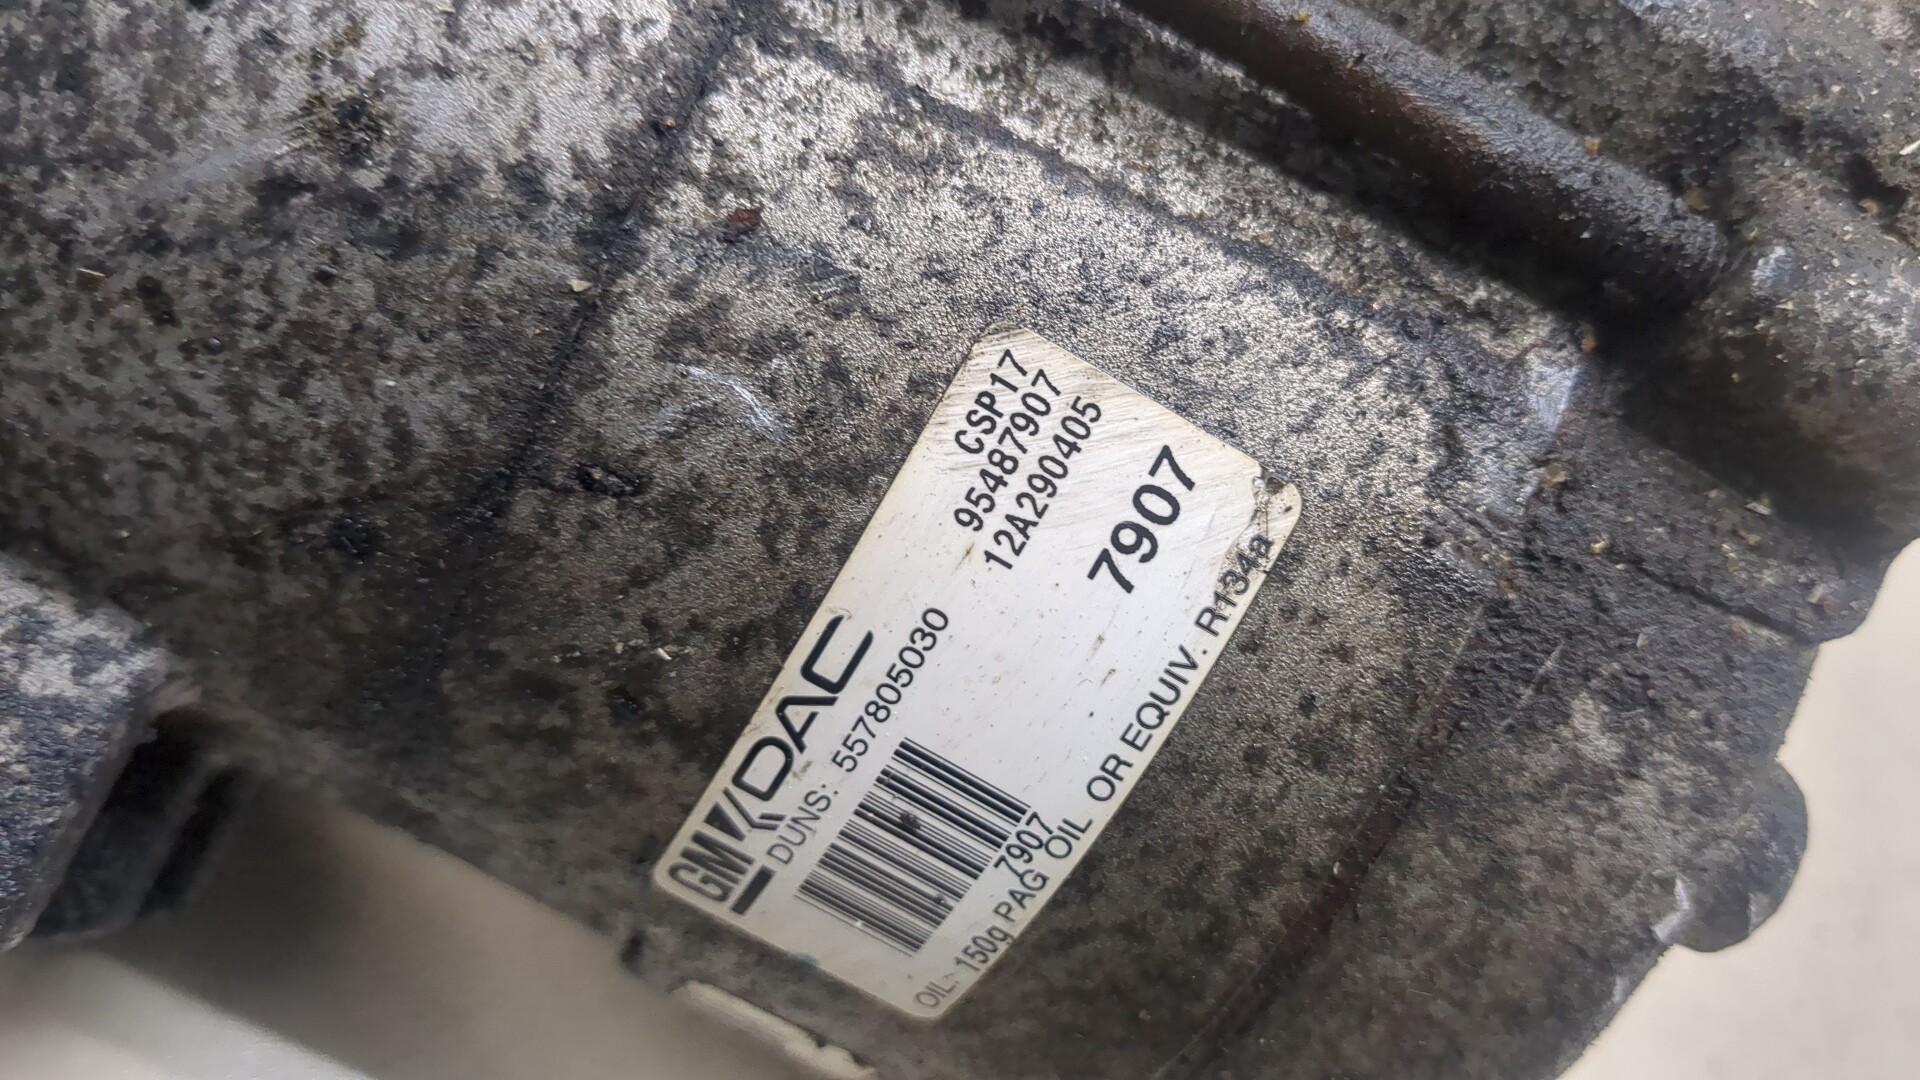 CSP17
95487907
12A290405
7907
GM DAC
DUNS: 557805030
7907
OIL: 150g PAG OIL OR EQUIV. R134a